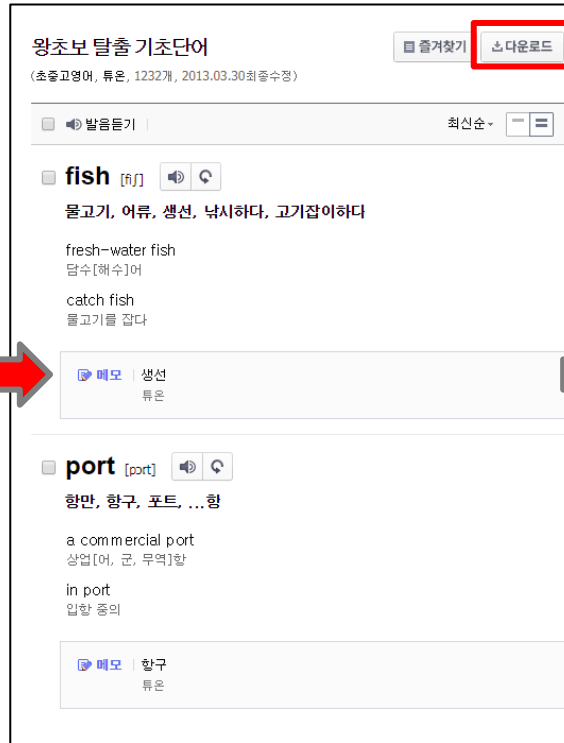 왕초보 탈출 기초단어
즐겨찾기
다운로드
(초중고영어, 튜온, 1232개, 2013.03.30최종수정)
발음듣기
최신순
fish [fiʃ]
물고기, 어류, 생선, 낚시하다, 고기잡이하다
fresh-water fish
담수[해수]어
catch fish
물고기를 잡다
메모 생선
튜온
port [pɔrt]
항만, 항구, 포트, ...항
a commercial port
상업[어, 군, 무역]항
in port
입항 중의
메모 항구
튜온